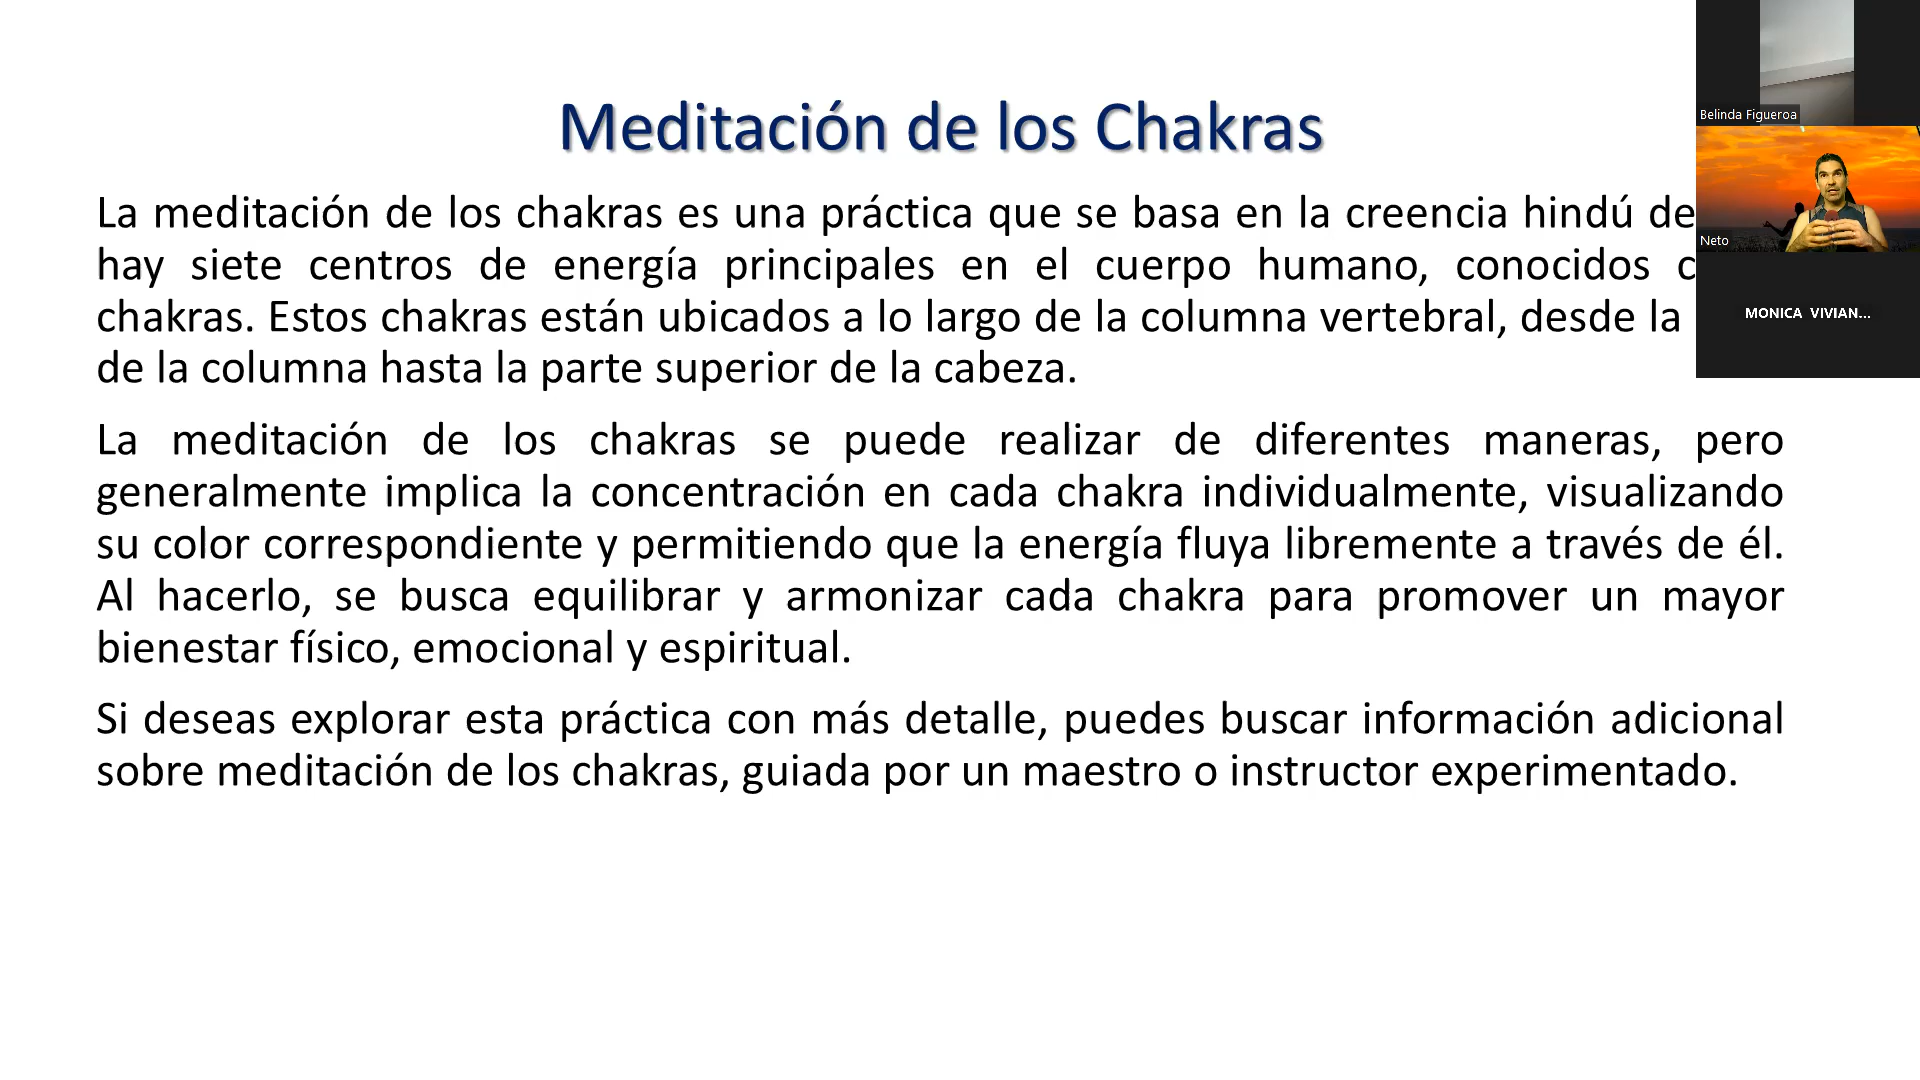 Meditación de los Chakras
La meditación de los chakras es una práctica que se basa en la creencia hindú de
hay siete centros de energía principales en el cuerpo humano, conocidos
chakras. Estos chakras están ubicados a lo largo de la columna vertebral, desde la
de la columna hasta la parte superior de la cabeza.
La meditación de los chakras se puede realizar de diferentes maneras, pero
generalmente implica la concentración en cada chakra individualmente, visualizando
su color correspondiente y permitiendo que la energía fluya libremente a través de él.
Al hacerlo, se busca equilibrar y armonizar cada chakra para promover un mayor
bienestar físico, emocional y espiritual.
Si deseas explorar esta práctica con más detalle, puedes buscar información adicional
sobre meditación de los chakras, guiada por un maestro o instructor experimentado.
Belinda Figueroa
Neto
MONICA VIVIAN...